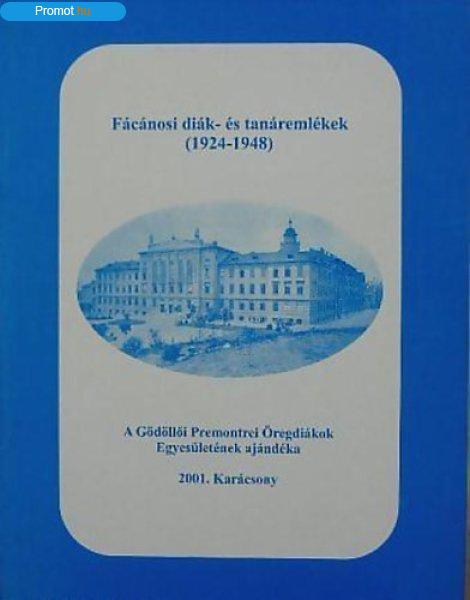 Promot.hu
Fácánosi diák- és tanáremlékek
(1924-1948)
A Gödöllői Premontrei Öregdiákok
Egyesületének ajándéka
2001. Karácsony